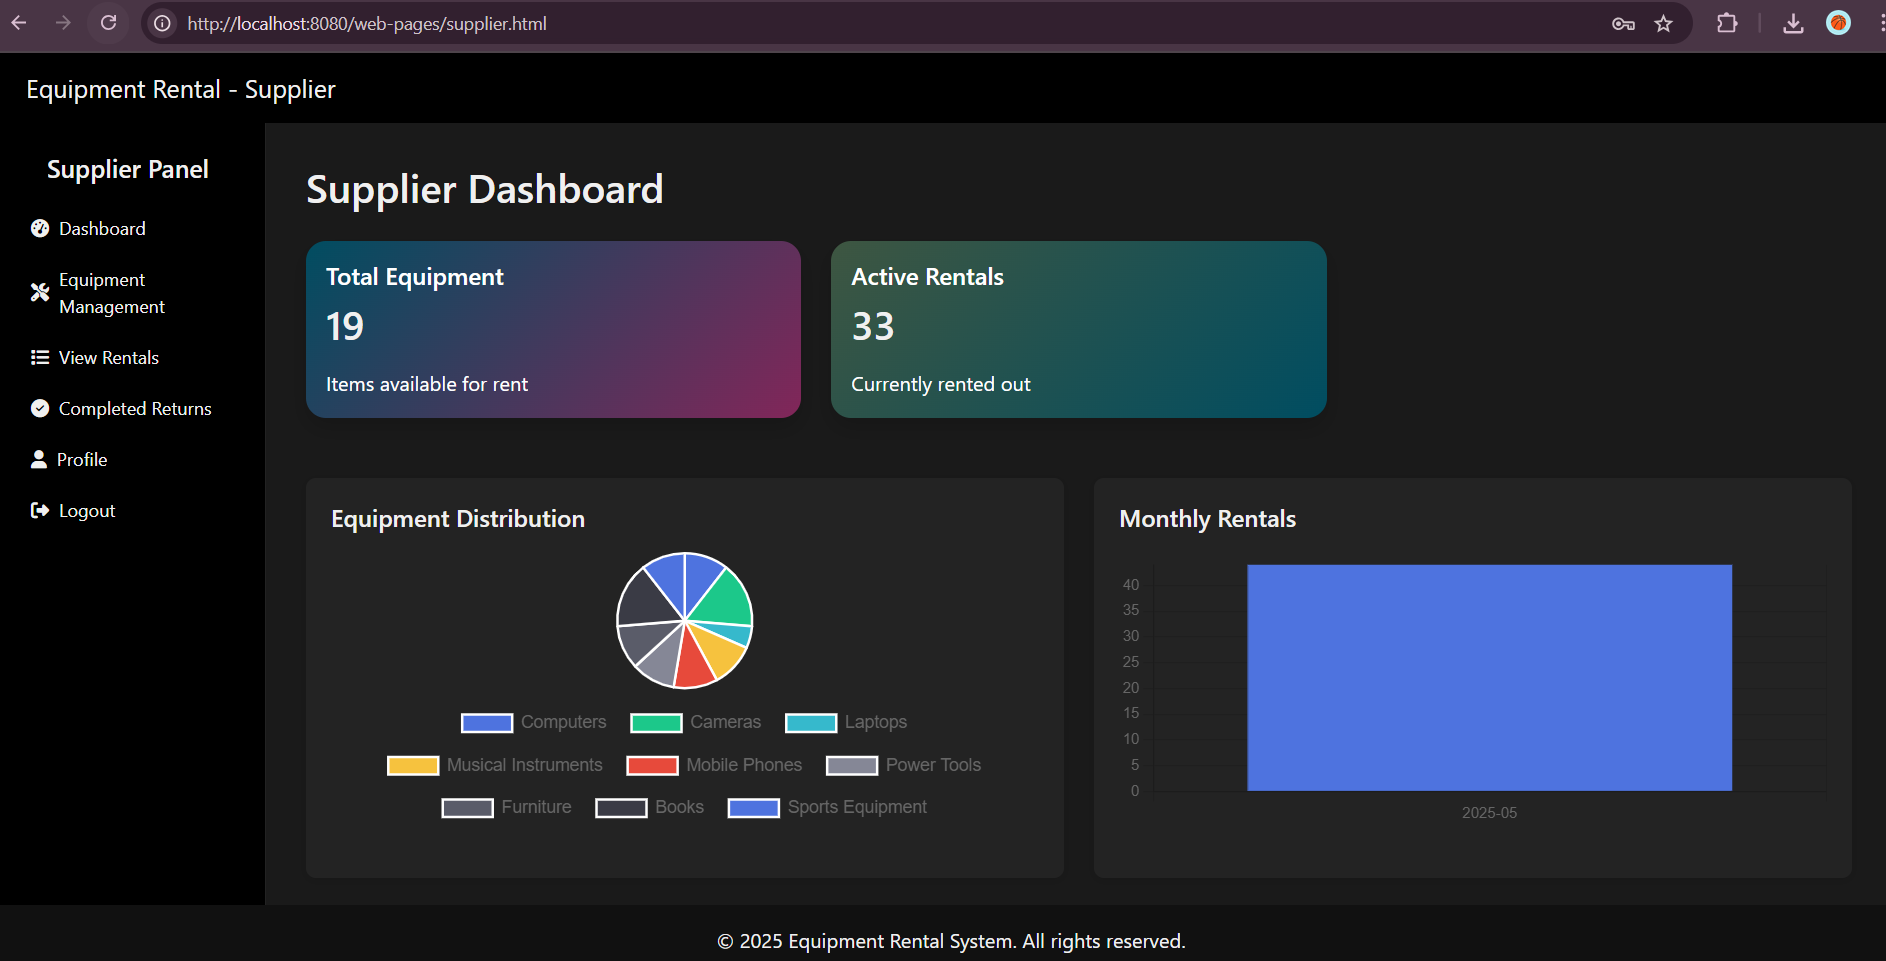 http://localhost:8080/web-pages/supplier.html
Equipment Rental - Supplier
Supplier Panel
Dashboard
Equipment
Management
View Rentals
Completed Returns
Profile
Logout
Supplier Dashboard
Total Equipment
19
Items available for rent
Active Rentals
33
Currently rented out
Equipment Distribution
Computers Cameras Laptops
Musical Instruments Mobile Phones Power Tools
Furniture Books Sports Equipment
Monthly Rentals
40
35
30
25
20
15
10
5
0
2025-05
© 2025 Equipment Rental System. All rights reserved.